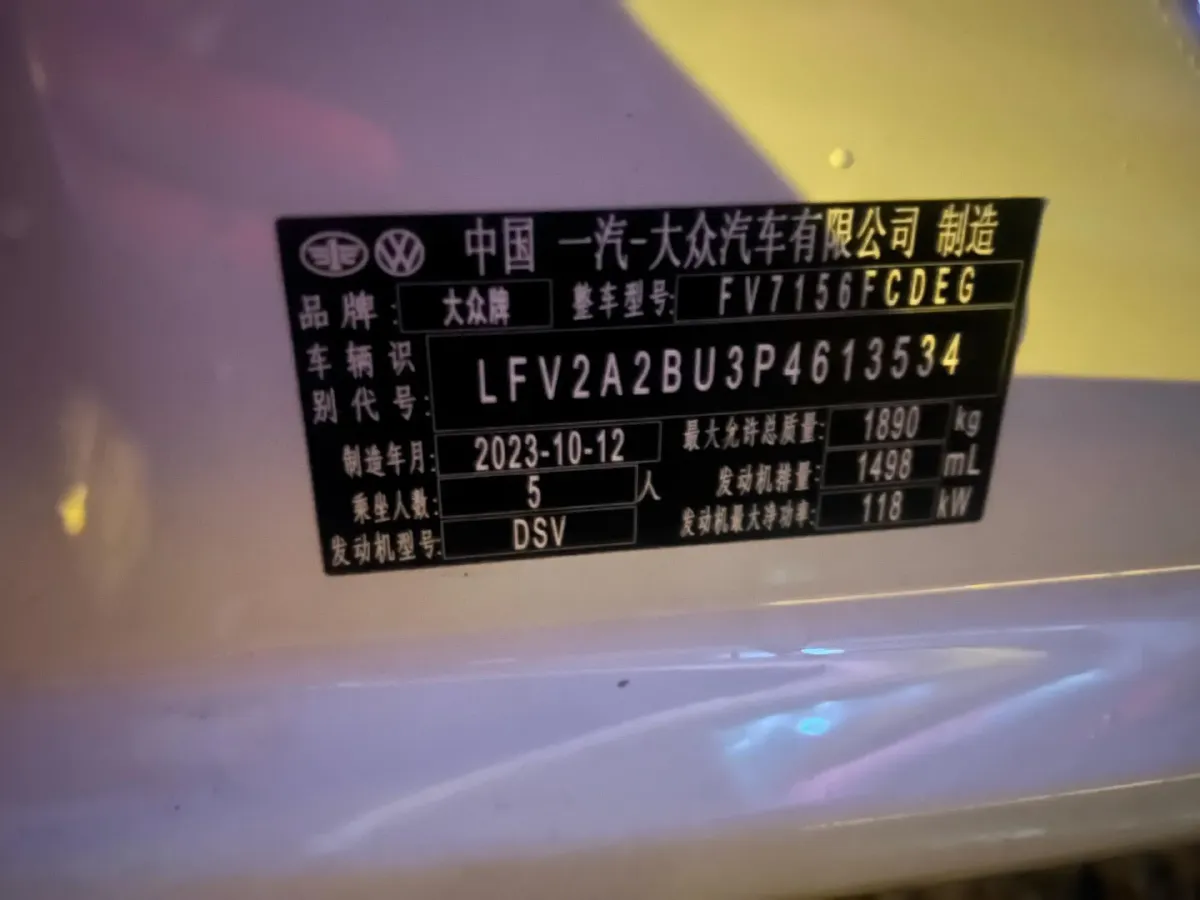 中国 一汽-大众汽车有限公司 制造
品牌: 大众牌 整车型号: FV7156FCDEG
车辆识别代号: LFV2A2BU3P4613534
制造年月: 2023-10-12 最大允许总质量: 1890 kg
乘坐人数: 5 人 发动机排量: 1498 mL
发动机型号: DSV 发动机最大净功率: 118 kW